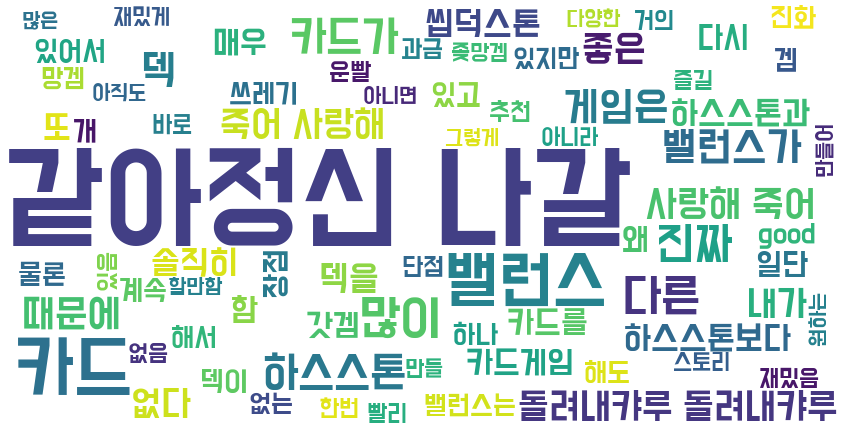 많은 재밌게 씹덕스톤 다양한 거의 진화
있어서 매우 카드가 과금 좆망겜 있지만 좋은 다시 겜
망겜 덱 운빨 즐길
아직도 쓰레기 아니면 있고 추천 게임은 하스스톤과
또 개 바로 죽어 사랑해 그렇게 아니라 밸런스가 만들어
같아정신 나갈
사랑해 죽어
왜 진짜 good
물론 있음 솔직히 장점 덱을 단점 밸런스 일단
계속 할만함 다른 내가 원하는
때문에 함 갓겜 많이 카드를
해서 하나 하스스톤보다
카드 없음 하스스톤 만들 카드게임 스토리
덱이 해도 재밌음
없다 없는 한번 빨리 밸런스는 돌려내캬루 돌려내캬루